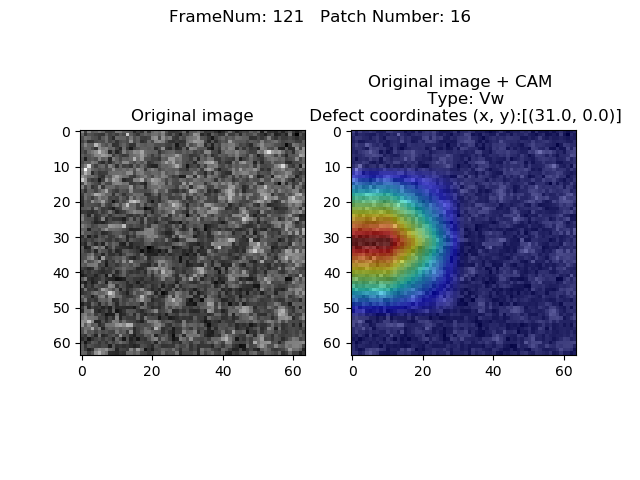 FrameNum: 121   Patch Number: 16
Original image
Original image + CAM
Type: Vw
Defect coordinates (x, y):[(31.0, 0.0)]
0
10
20
30
40
50
60
0 20 40 60
0
10
20
30
40
50
60
0 20 40 60